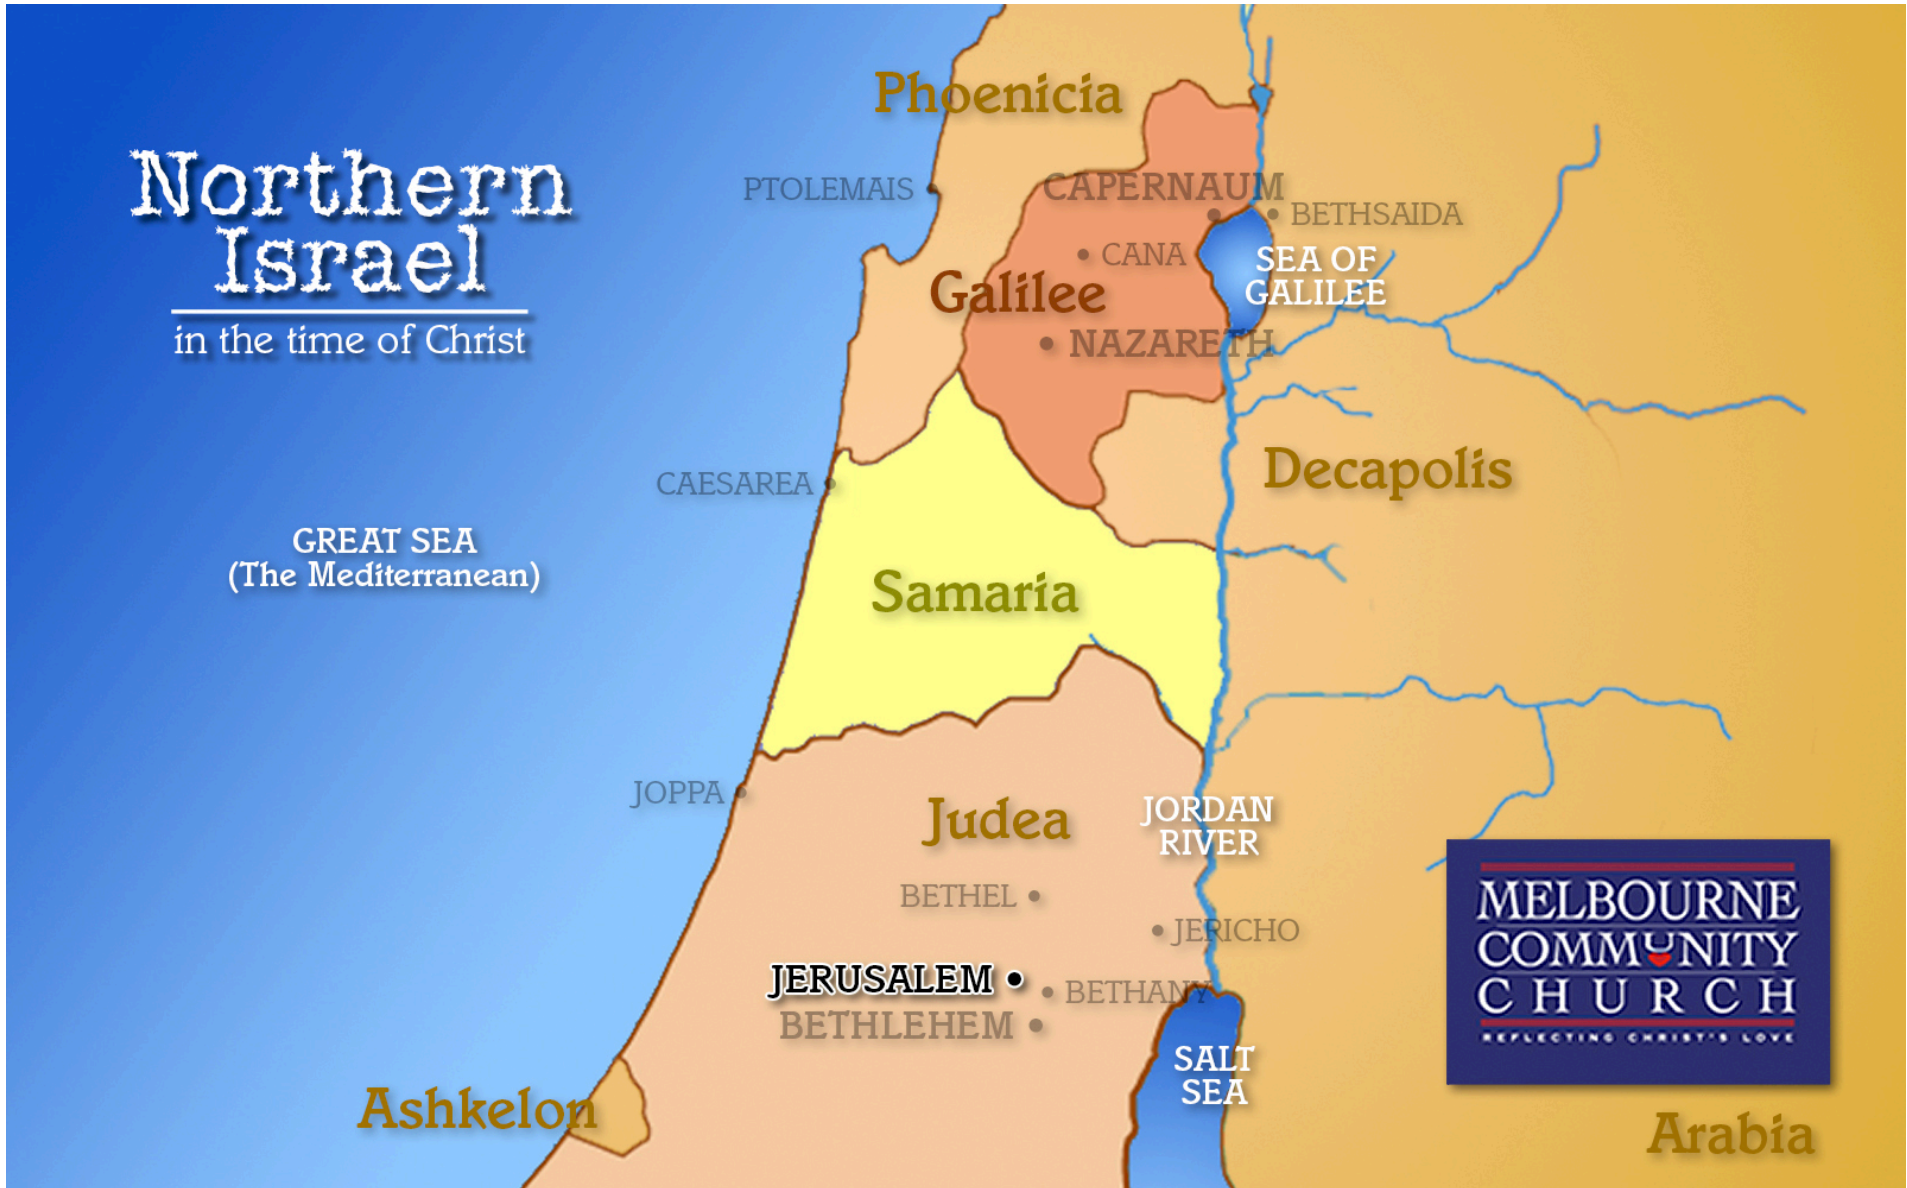 Northern
Israel
in the time of Christ
GREAT SEA
(The Mediterranean)
Phoenicia
PTOLEMAIS
CAPERNAUM
BETHSAIDA
CANA
SEA OF
GALILEE
Galilee
NAZARETH
Decapolis
CAESAREA
Samaria
JOPPA
Judea
JORDAN
RIVER
BETHEL
JERICHO
JERUSALEM
BETHANY
BETHLEHEM
SALT
SEA
Ashkelon
Arabia
MELBOURNE
COMMUNITY
CHURCH
REFLECTING CHRIST'S LOVE